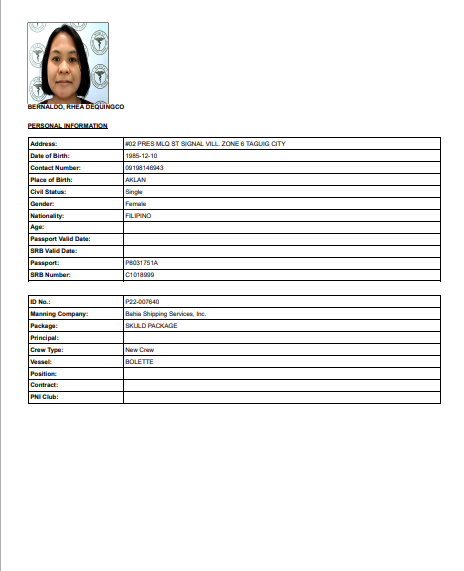 BERNALDO, RHEA DEQUINGCO
PERSONAL INFORMATION
Address: #02 PRES MLQ ST SIGNAL VILL. ZONE 6 TAGUIG CITY
Date of Birth: 1985-12-10
Contact Number: 09198146943
Place of Birth: AKLAN
Civil Status: Single
Gender: Female
Nationality: FILIPINO
Age:
Passport Valid Date:
SRB Valid Date:
Passport: P8031751A
SRB Number: C1018999
ID No.: P22-007640
Manning Company: Bahia Shipping Services, Inc.
Package: SKULD PACKAGE
Principal:
Crew Type: New Crew
Vessel: BOLETTE
Position:
Contract:
PNI Club: